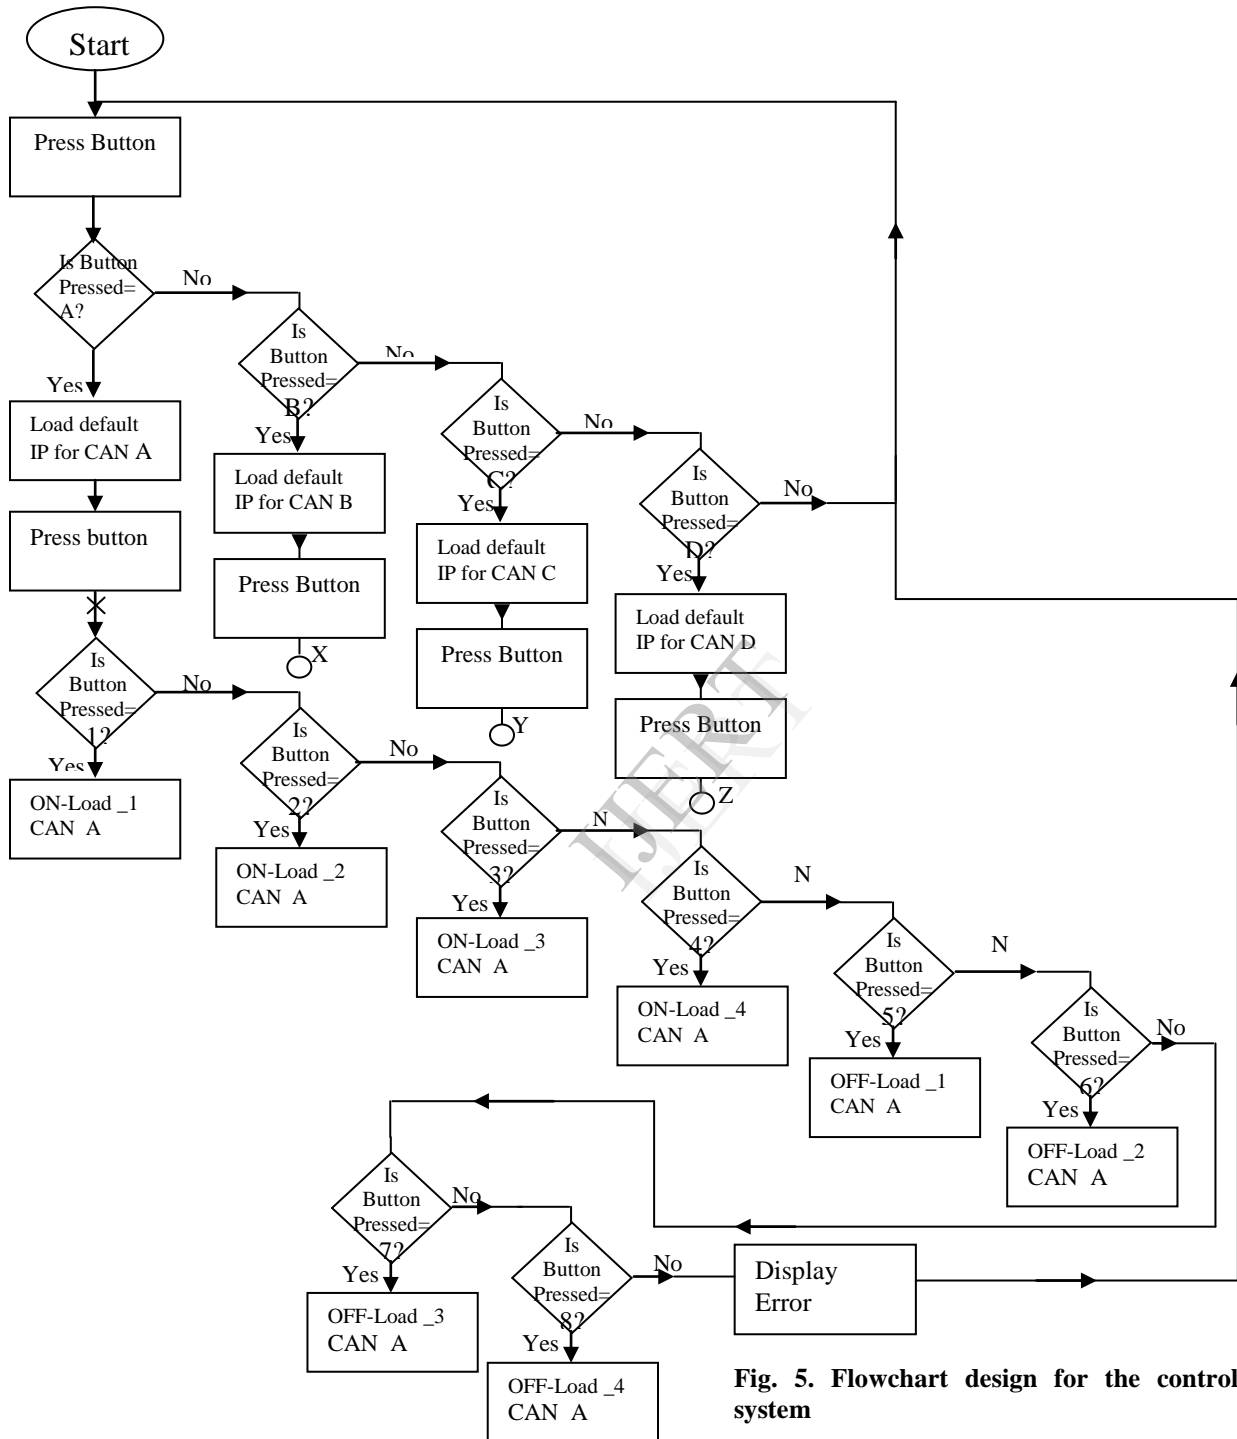 Start
Press Button
Is Button
Pressed=
A?
No
Yes
Load default
IP for CAN A
Press button
Is
Button
Pressed=
B?
No
Yes
Load default
IP for CAN B
Press Button
X
Is
Button
Pressed=
C?
No
Yes
Load default
IP for CAN C
Press Button
Y
Is
Button
Pressed=
D?
No
Yes
Load default
IP for CAN D
Press Button
Z
Is
Button
Pressed=
1?
No
Yes
ON-Load _1
CAN A
Is
Button
Pressed=
2?
No
Yes
ON-Load _2
CAN A
Is
Button
Pressed=
3?
N
Yes
ON-Load _3
CAN A
Is
Button
Pressed=
4?
N
Yes
ON-Load _4
CAN A
Is
Button
Pressed=
5?
N
Yes
OFF-Load _1
CAN A
Is
Button
Pressed=
6?
No
Yes
OFF-Load _2
CAN A
Is
Button
Pressed=
7?
No
Yes
OFF-Load _3
CAN A
Is
Button
Pressed=
8?
No
Yes
OFF-Load _4
CAN A
Display
Error
IJERT
Fig. 5. Flowchart design for the control
system